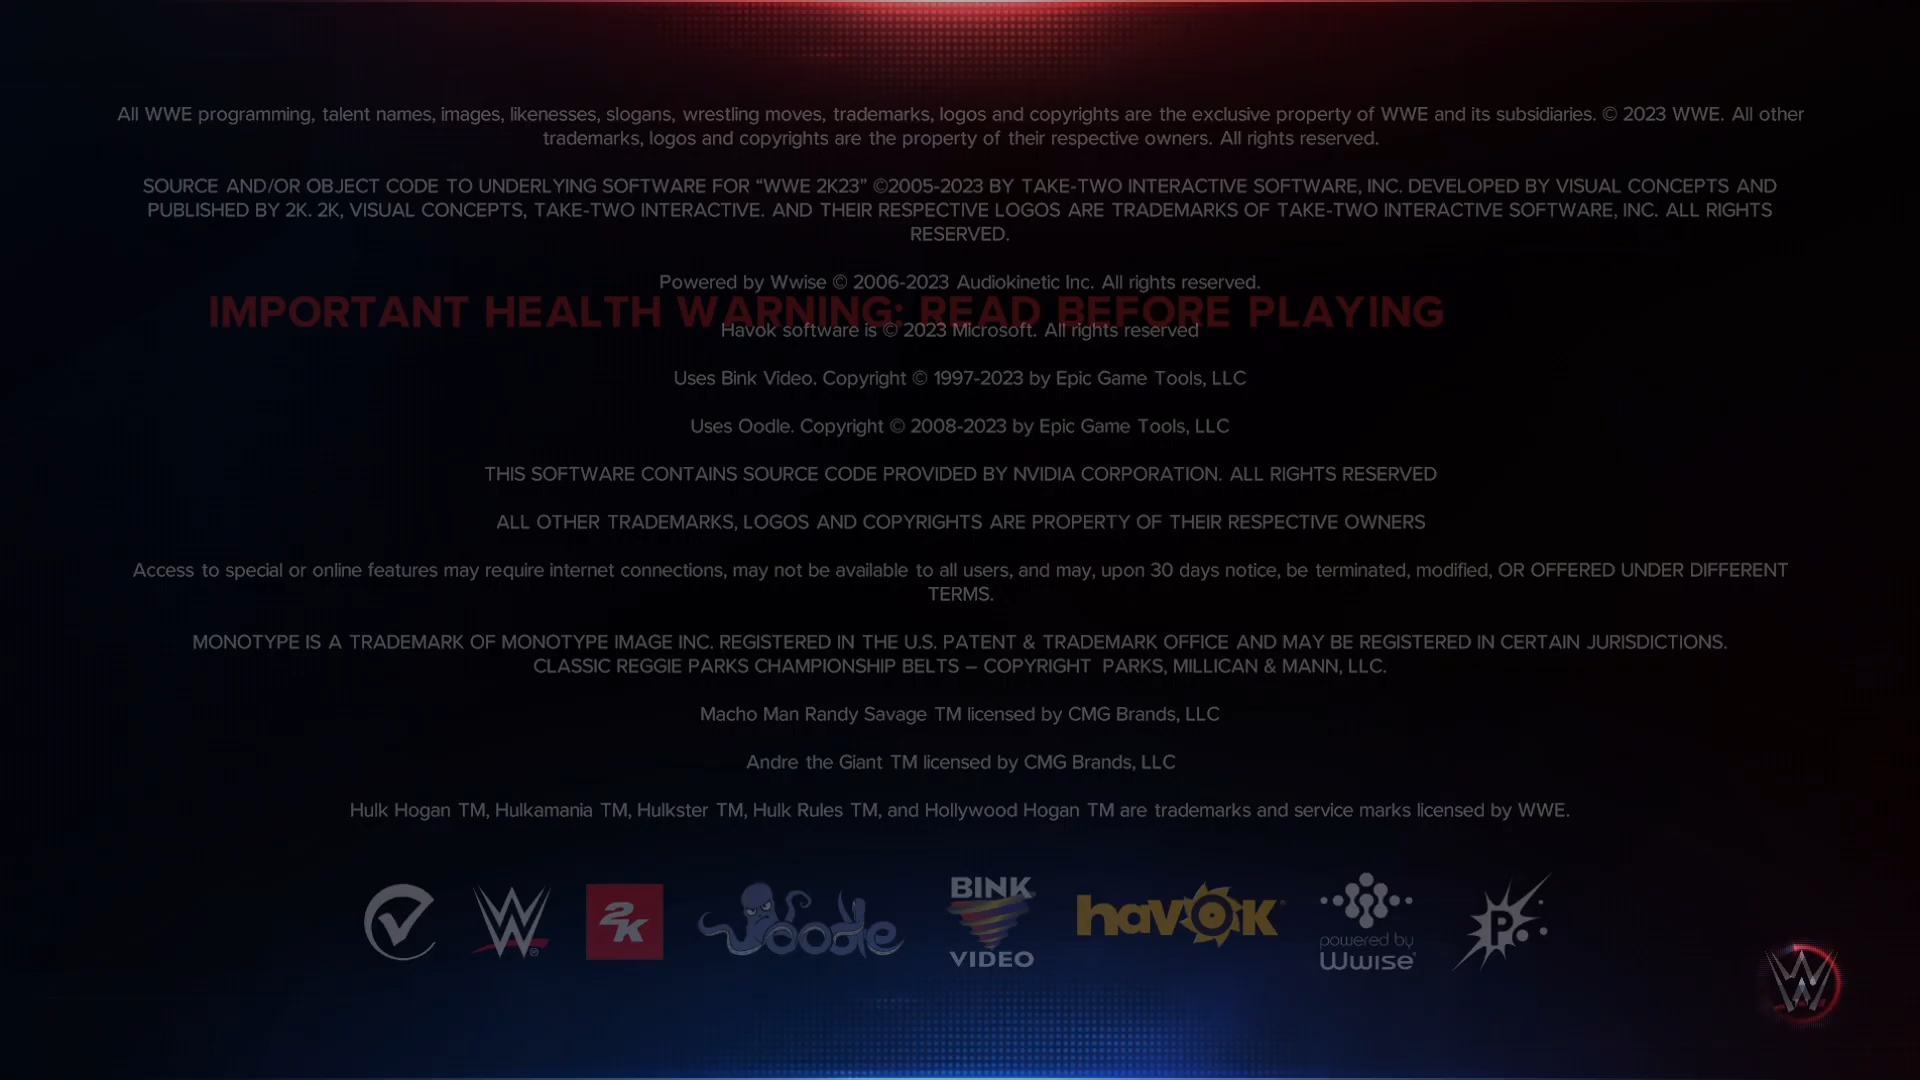 All WWE programming, talent names, images, likenesses, slogans, wrestling moves, trademarks, logos and copyrights are the exclusive property of WWE and its subsidiaries. © 2023 WWE. All other
trademarks, logos and copyrights are the property of their respective owners. All rights reserved.
SOURCE AND/OR OBJECT CODE TO UNDERLYING SOFTWARE FOR “WWE 2K23” ©2005-2023 BY TAKE-TWO INTERACTIVE SOFTWARE, INC. DEVELOPED BY VISUAL CONCEPTS AND
PUBLISHED BY 2K. 2K, VISUAL CONCEPTS, TAKE-TWO INTERACTIVE. AND THEIR RESPECTIVE LOGOS ARE TRADEMARKS OF TAKE-TWO INTERACTIVE SOFTWARE, INC. ALL RIGHTS
RESERVED.
Powered by Wwise © 2006-2023 Audiokinetic Inc. All rights reserved.
IMPORTANT HEALTH WARNING: READ BEFORE PLAYING
Havok software is © 2023 Microsoft. All rights reserved
Uses Bink Video. Copyright © 1997-2023 by Epic Game Tools, LLC
Uses Oodle. Copyright © 2008-2023 by Epic Game Tools, LLC
THIS SOFTWARE CONTAINS SOURCE CODE PROVIDED BY NVIDIA CORPORATION. ALL RIGHTS RESERVED
ALL OTHER TRADEMARKS, LOGOS AND COPYRIGHTS ARE PROPERTY OF THEIR RESPECTIVE OWNERS
Access to special or online features may require internet connections, may not be available to all users, and may, upon 30 days notice, be terminated, modified, OR OFFERED UNDER DIFFERENT
TERMS.
MONOTYPE IS A TRADEMARK OF MONOTYPE IMAGE INC. REGISTERED IN THE U.S. PATENT & TRADEMARK OFFICE AND MAY BE REGISTERED IN CERTAIN JURISDICTIONS.
CLASSIC REGGIE PARKS CHAMPIONSHIP BELTS – COPYRIGHT PARKS, MILLICAN & MANN, LLC.
Macho Man Randy Savage TM licensed by CMG Brands, LLC
Andre the Giant TM licensed by CMG Brands, LLC
Hulk Hogan TM, Hulkamania TM, Hulkster TM, Hulk Rules TM, and Hollywood Hogan TM are trademarks and service marks licensed by WWE.
W ®
2K
oodle
BINK
VIDEO
havok
powered by
Wwise
P
W